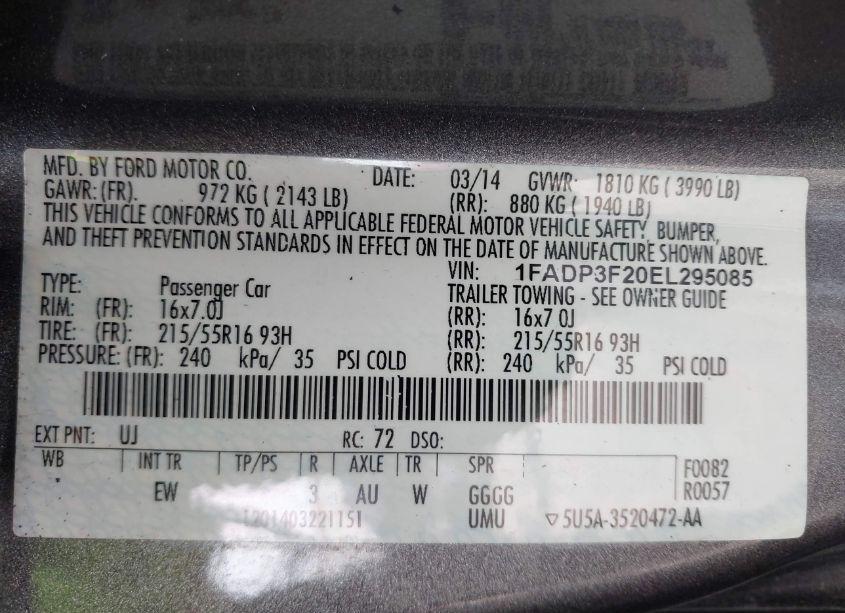 MFD. BY FORD MOTOR CO. DATE: 03/14 GVWR: 1810 KG ( 3990 LB)
GAWR: (FR). 972 KG ( 2143 LB) (RR): 880 KG ( 1940 LB)
THIS VEHICLE CONFORMS TO ALL APPLICABLE FEDERAL MOTOR VEHICLE SAFETY, BUMPER,
AND THEFT PREVENTION STANDARDS IN EFFECT ON THE DATE OF MANUFACTURE SHOWN ABOVE.
VIN: 1FADP3F20EL295085
TYPE: Passenger Car TRAILER TOWING - SEE OWNER GUIDE
RIM: (FR): 16x7.0J (RR): 16x7.0J
TIRE: (FR): 215/55R16 93H (RR): 215/55R16 93H
PRESSURE: (FR): 240 kPa/ 35 PSI COLD (RR): 240 kPa/ 35 PSI COLD
EXT PNT: UJ RC: 72 DSO:
WB INT TR TP/PS R AXLE TR SPR F0082
EW 3 AU W GGGG R0057
120140322115I UMU ▽5U5A-3520472-AA